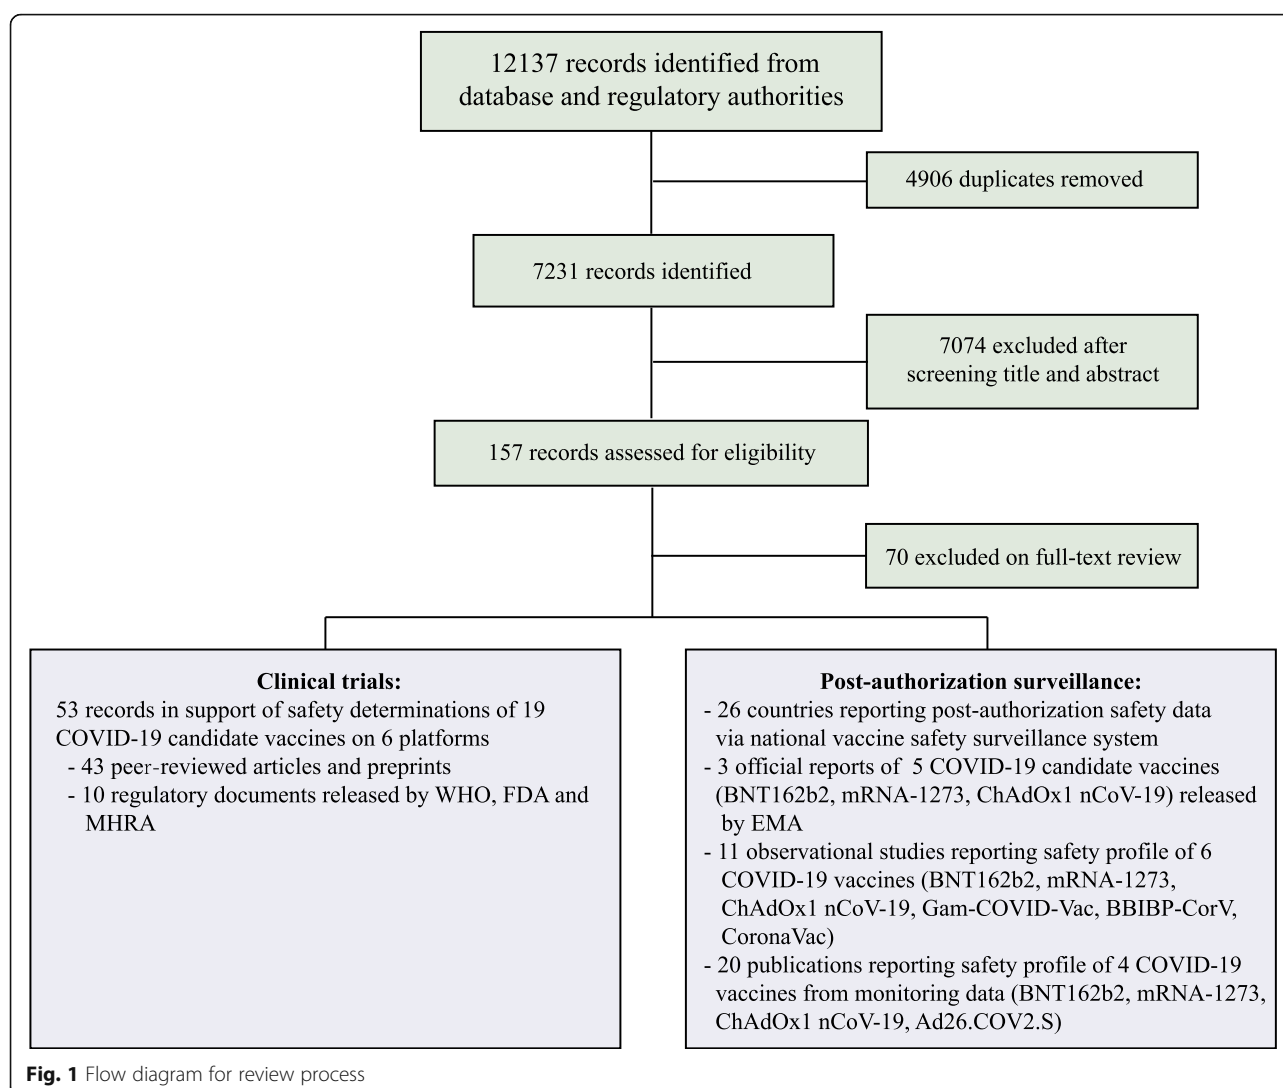 12137 records identified from
database and regulatory authorities
4906 duplicates removed
7231 records identified
7074 excluded after
screening title and abstract
157 records assessed for eligibility
70 excluded on full-text review
Clinical trials:
53 records in support of safety determinations of 19
COVID-19 candidate vaccines on 6 platforms
- 43 peer-reviewed articles and preprints
- 10 regulatory documents released by WHO, FDA and
MHRA
Post-authorization surveillance:
- 26 countries reporting post-authorization safety data
via national vaccine safety surveillance system
- 3 official reports of 5 COVID-19 candidate vaccines
(BNT162b2, mRNA-1273, ChAdOx1 nCoV-19) released
by EMA
- 11 observational studies reporting safety profile of 6
COVID-19 vaccines (BNT162b2, mRNA-1273,
ChAdOx1 nCoV-19, Gam-COVID-Vac, BBIBP-CorV,
CoronaVac)
- 20 publications reporting safety profile of 4 COVID-19
vaccines from monitoring data (BNT162b2, mRNA-1273,
ChAdOx1 nCoV-19, Ad26.COV2.S)
Fig. 1 Flow diagram for review process